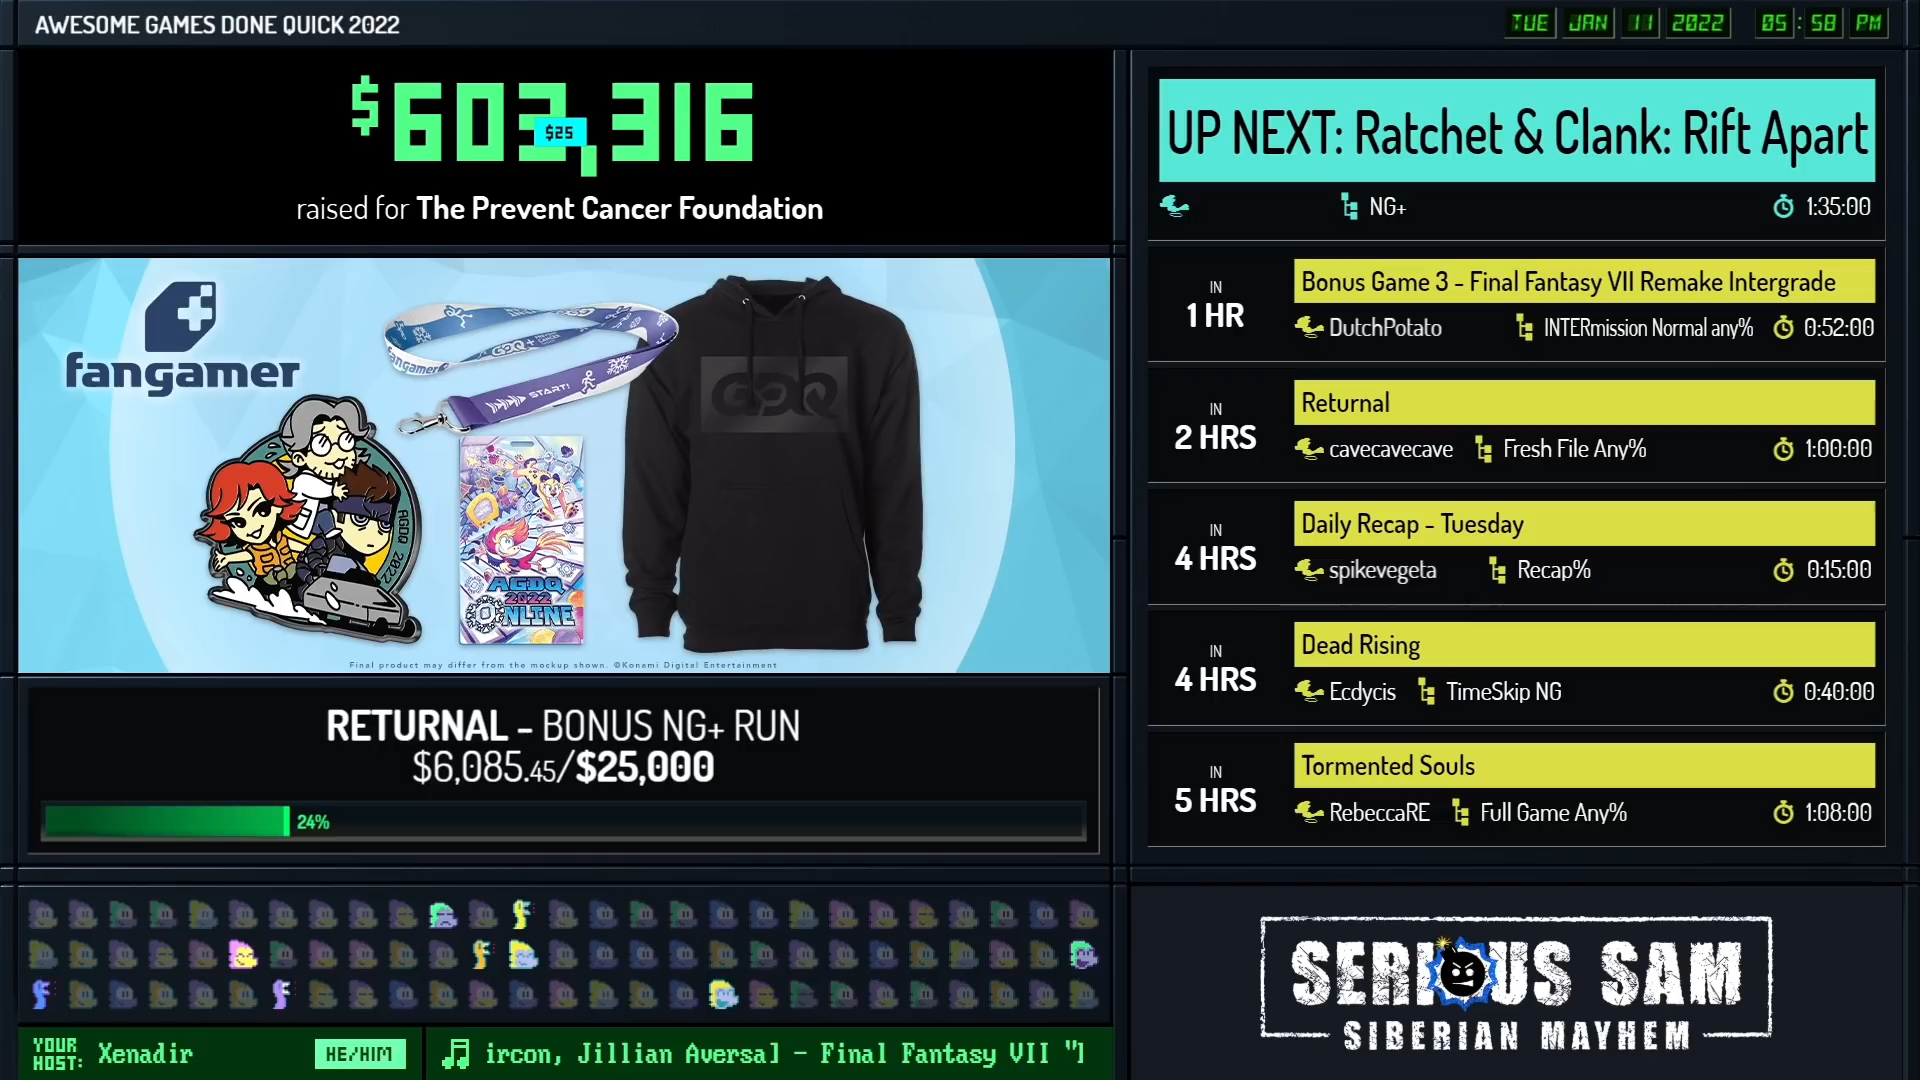 AWESOME GAMES DONE QUICK 2022
TUE JAN 11 2022 05:58 PM
$603,316
$25
raised for The Prevent Cancer Foundation
fangamer
fangamer
GDQ
START!
GDQ
AGDQ 2022
AGDQ
2022
ONLINE
Final product may differ from the mockup shown. ©Konami Digital Entertainment
RETURNAL - BONUS NG+ RUN
$6,085.45/$25,000
24%
YOUR HOST: Xenadir HE/HIM
ircon, Jillian Aversa] - Final Fantasy VII "]
UP NEXT: Ratchet & Clank: Rift Apart
NG+ 1:35:00
IN 1 HR
Bonus Game 3 - Final Fantasy VII Remake Intergrade
DutchPotato INTERmission Normal any% 0:52:00
IN 2 HRS
Returnal
cavecavecave Fresh File Any% 1:00:00
IN 4 HRS
Daily Recap - Tuesday
spikevegeta Recap% 0:15:00
IN 4 HRS
Dead Rising
Ecdycis TimeSkip NG 0:40:00
IN 5 HRS
Tormented Souls
RebeccaRE Full Game Any% 1:08:00
SERIOUS SAM
SIBERIAN MAYHEM